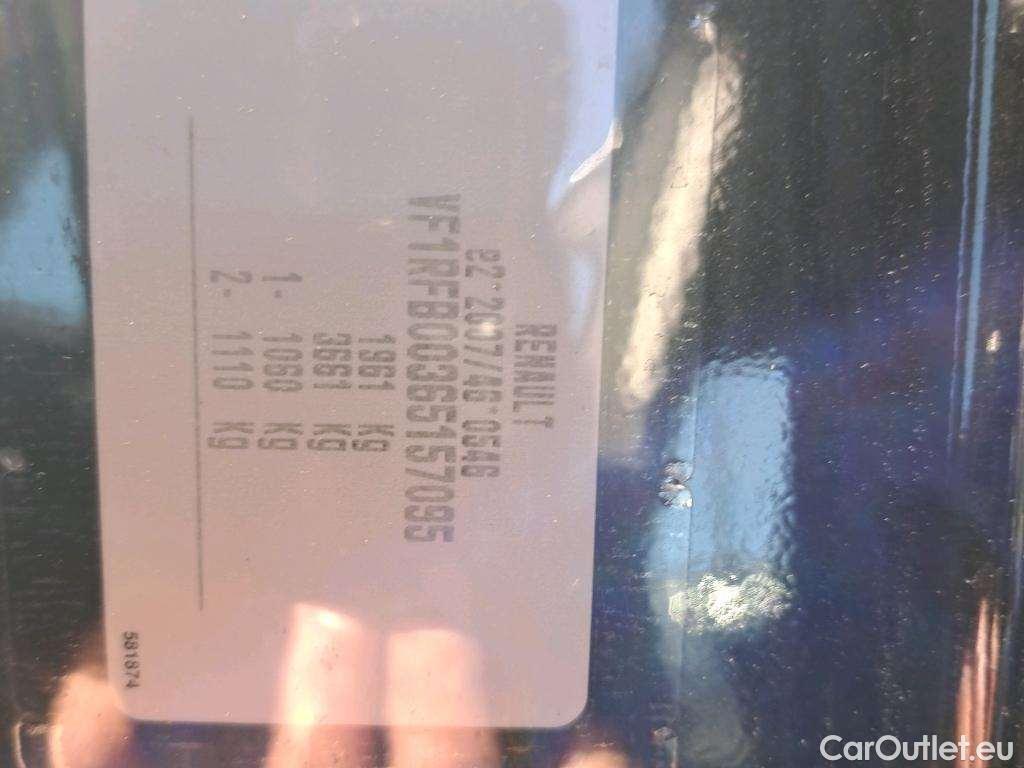 RENAULT
e2*2007/46*0546
VF1RFB00365157095
1961 kg
3661 kg
1- 1060 kg
2- 1110 kg
581874
CarOutlet.eu